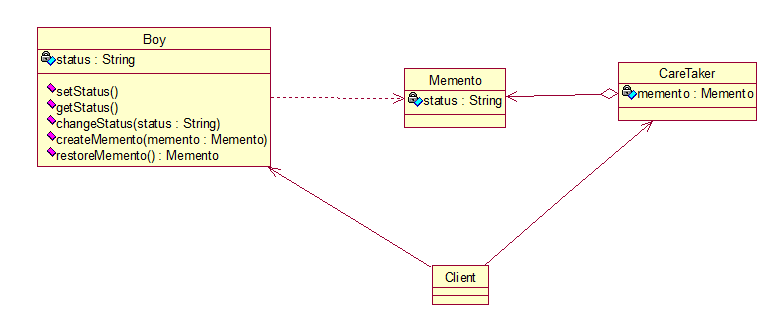 Boy
status : String
setStatus()
getStatus()
changeStatus(status : String)
createMemento(memento : Memento)
restoreMemento() : Memento
Memento
status : String
CareTaker
memento : Memento
Client